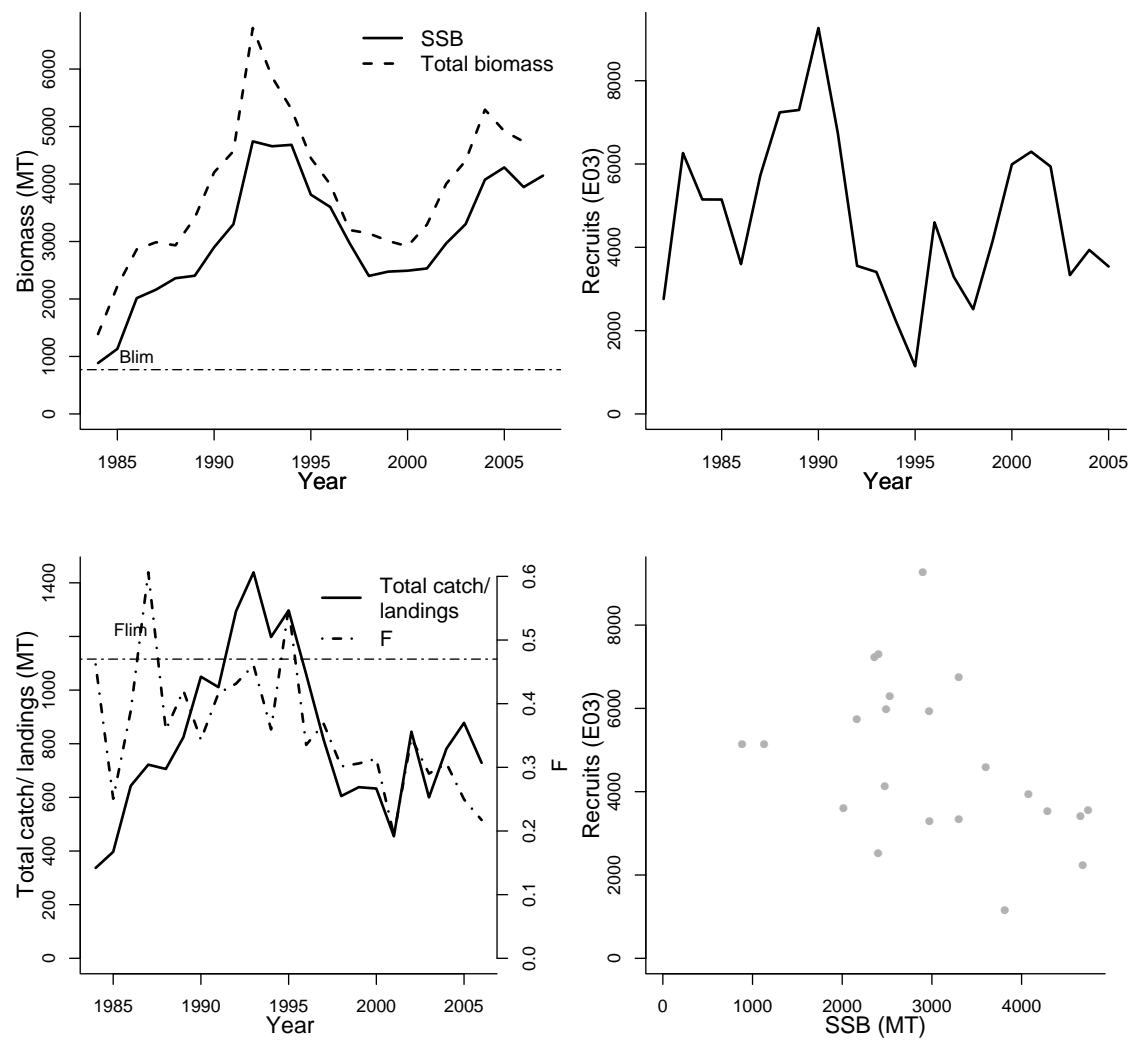 SSB
Total biomass
Biomass (MT)
0 1000 2000 3000 4000 5000 6000
Blim
1985 1990 1995 2000 2005
Year
Recruits (E03)
0 2000 4000 6000 8000
1985 1990 1995 2000 2005
Year
Total catch/
landings
F
Total catch/ landings (MT)
0 200 400 600 800 1000 1400
Flim
F
0.0 0.1 0.2 0.3 0.4 0.5 0.6
1985 1990 1995 2000 2005
Year
Recruits (E03)
0 2000 4000 6000 8000
0 1000 2000 3000 4000
SSB (MT)